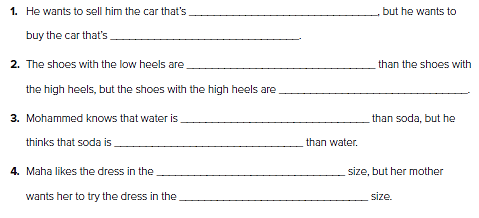 1. He wants to sell him the car that's ______________________, but he wants to
buy the car that's ______________________.
2. The shoes with the low heels are ______________________ than the shoes with
the high heels, but the shoes with the high heels are ______________________.
3. Mohammed knows that water is ______________________ than soda, but he
thinks that soda is ______________________ than water.
4. Maha likes the dress in the ______________________ size, but her mother
wants her to try the dress in the ______________________ size.